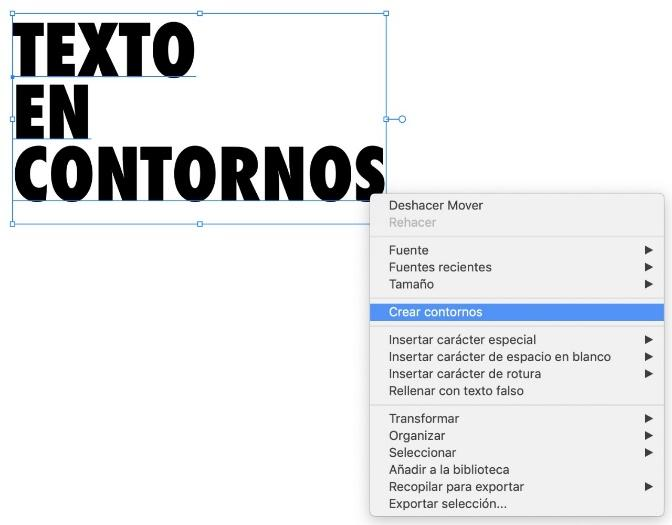 TEXTO
EN
CONTORNOS
Deshacer Mover
Rehacer
Fuente
Fuentes recientes
Tamaño
Crear contornos
Insertar carácter especial
Insertar carácter de espacio en blanco
Insertar carácter de rotura
Rellenar con texto falso
Transformar
Organizar
Seleccionar
Añadir a la biblioteca
Recopilar para exportar
Exportar selección...